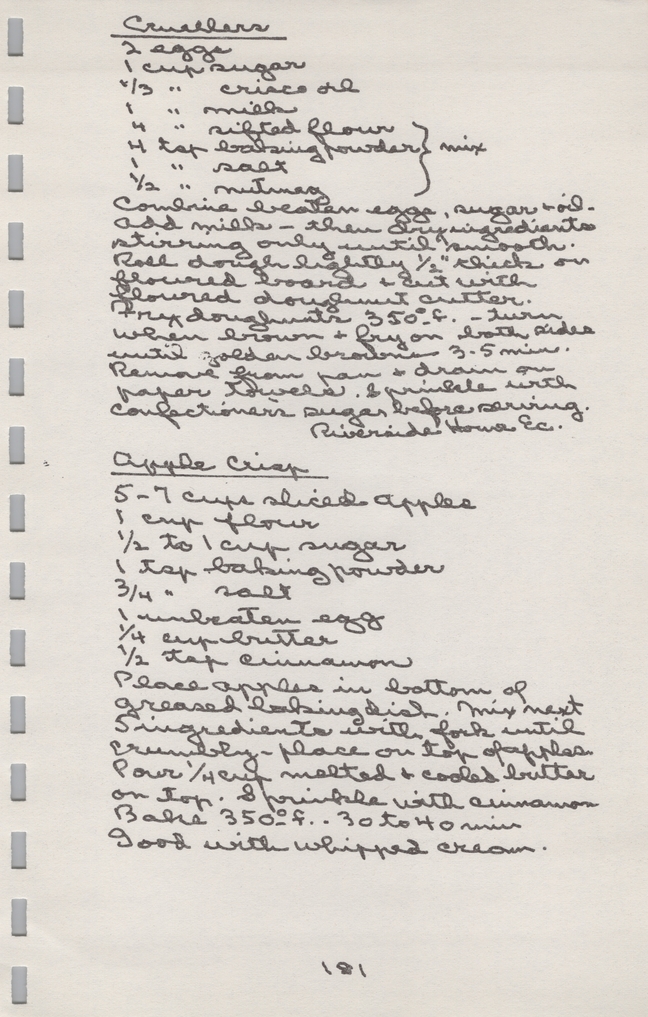 Cruellers
2 eggs
1 cup sugar
1/3 " crisco oil
1 " milk
4 " sifted flour
4 tsp baking powder } mix
1 " salt
1/2 " nutmeg
Combine beaten eggs, sugar + oil.
Add milk - then dry ingredients
stirring only until smooth.
Roll dough lightly 1/2" thick on
floured board + cut with
floured doughnut cutter.
Fry doughnuts 350° f. - turn
when brown + fry on both sides
until golden brown 3-5 min.
Remove from pan + drain on
paper towels. Sprinkle with
confectioners sugar before serving.
Riverside Home Ec.
Apple Crisp
5-7 cups sliced apples
1 cup flour
1/2 to 1 cup sugar
1 tsp baking powder
3/4 " salt
1 unbeaten egg
1/4 cup butter
1/2 tsp cinnamon
Place apples in bottom of
greased baking dish. Mix next
5 ingredients with fork until
crumbly - place on top of apples.
Pour 1/4 cup melted + cooled butter
on top. Sprinkle with cinnamon
Bake 350° f. . 30 to 40 min
Good with whipped cream.
181